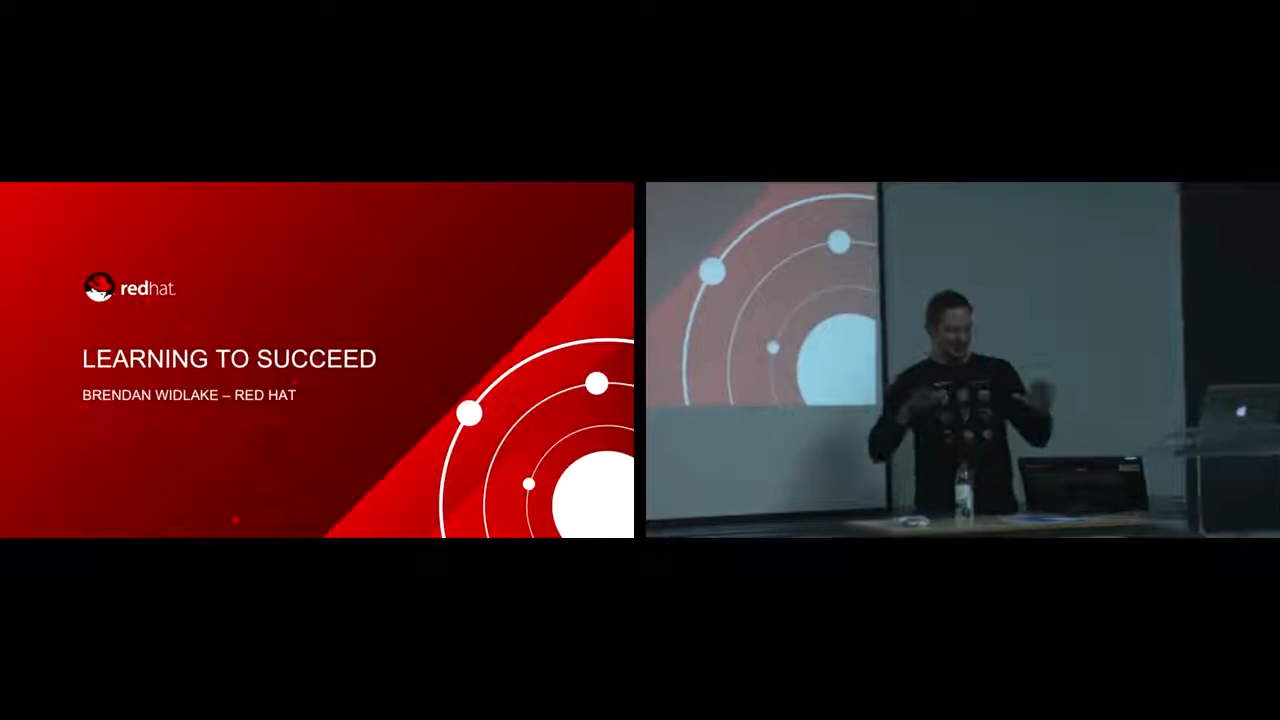 redhat.
LEARNING TO SUCCEED
BRENDAN WIDLAKE – RED HAT